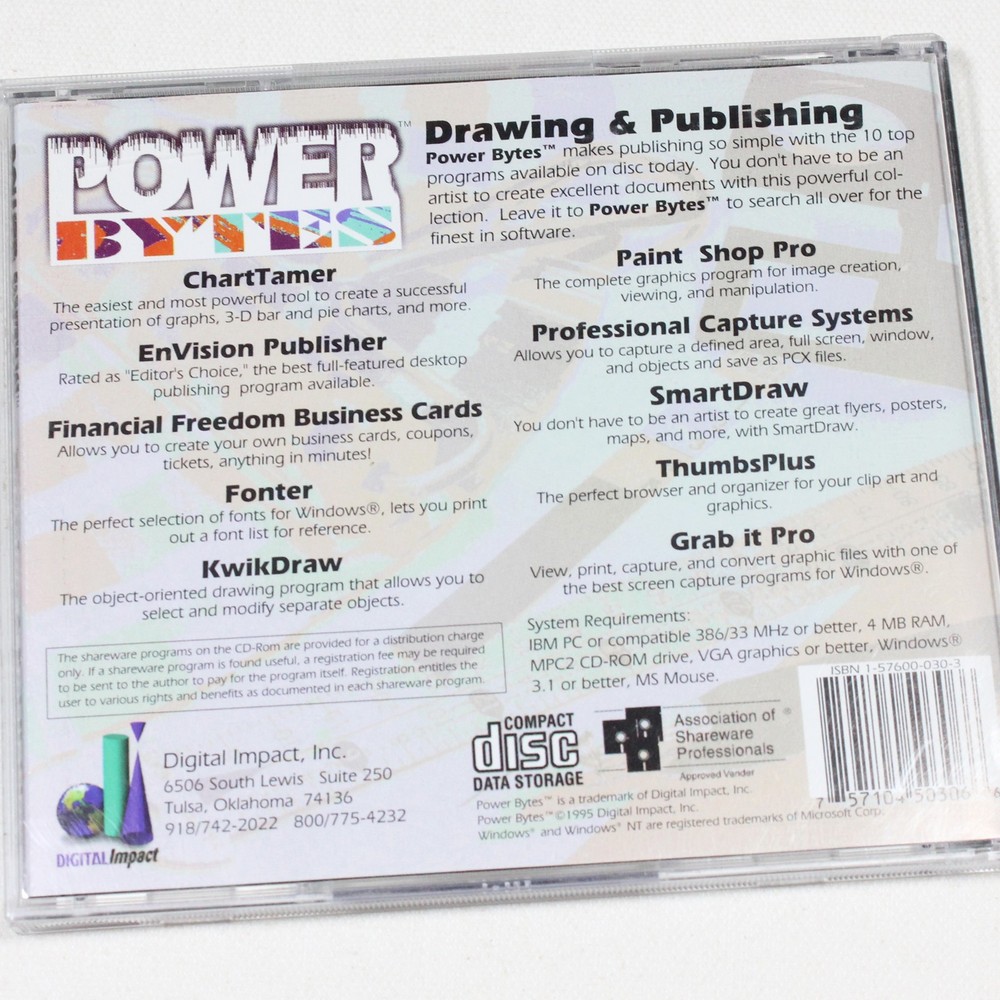 POWER™
BYTES
Drawing & Publishing
Power Bytes™ makes publishing so simple with the 10 top
programs available on disc today. You don't have to be an
artist to create excellent documents with this powerful col-
lection. Leave it to Power Bytes™ to search all over for the
finest in software.
ChartTamer
The easiest and most powerful tool to create a successful
presentation of graphs, 3-D bar and pie charts, and more.
EnVision Publisher
Rated as "Editor's Choice," the best full-featured desktop
publishing program available.
Financial Freedom Business Cards
Allows you to create your own business cards, coupons,
tickets, anything in minutes!
Fonter
The perfect selection of fonts for Windows®, lets you print
out a font list for reference.
KwikDraw
The object-oriented drawing program that allows you to
select and modify separate objects.
Paint Shop Pro
The complete graphics program for image creation,
viewing, and manipulation.
Professional Capture Systems
Allows you to capture a defined area, full screen, window,
and objects and save as PCX files.
SmartDraw
You don't have to be an artist to create great flyers, posters,
maps, and more, with SmartDraw.
ThumbsPlus
The perfect browser and organizer for your clip art and
graphics.
Grab it Pro
View, print, capture, and convert graphic files with one of
the best screen capture programs for Windows®.
The shareware programs on the CD-Rom are provided for a distribution charge
only. If a shareware program is found useful, a registration fee may be required
to be sent to the author to pay for the program itself. Registration entitles the
user to various rights and benefits as documented in each shareware program.
System Requirements:
IBM PC or compatible 386/33 MHz or better, 4 MB RAM,
MPC2 CD-ROM drive, VGA graphics or better, Windows®
3.1 or better, MS Mouse.
ISBN 1-57600-030-3
DIGITAL Impact
Digital Impact, Inc.
6506 South Lewis Suite 250
Tulsa, Oklahoma 74136
918/742-2022 800/775-4232
COMPACT
disc
DATA STORAGE
Association of ®
Shareware
Professionals
Approved Vendor
Power Bytes™ is a trademark of Digital Impact, Inc.
Power Bytes™ ©1995 Digital Impact, Inc.
Windows® and Windows® NT are registered trademarks of Microsoft Corp.